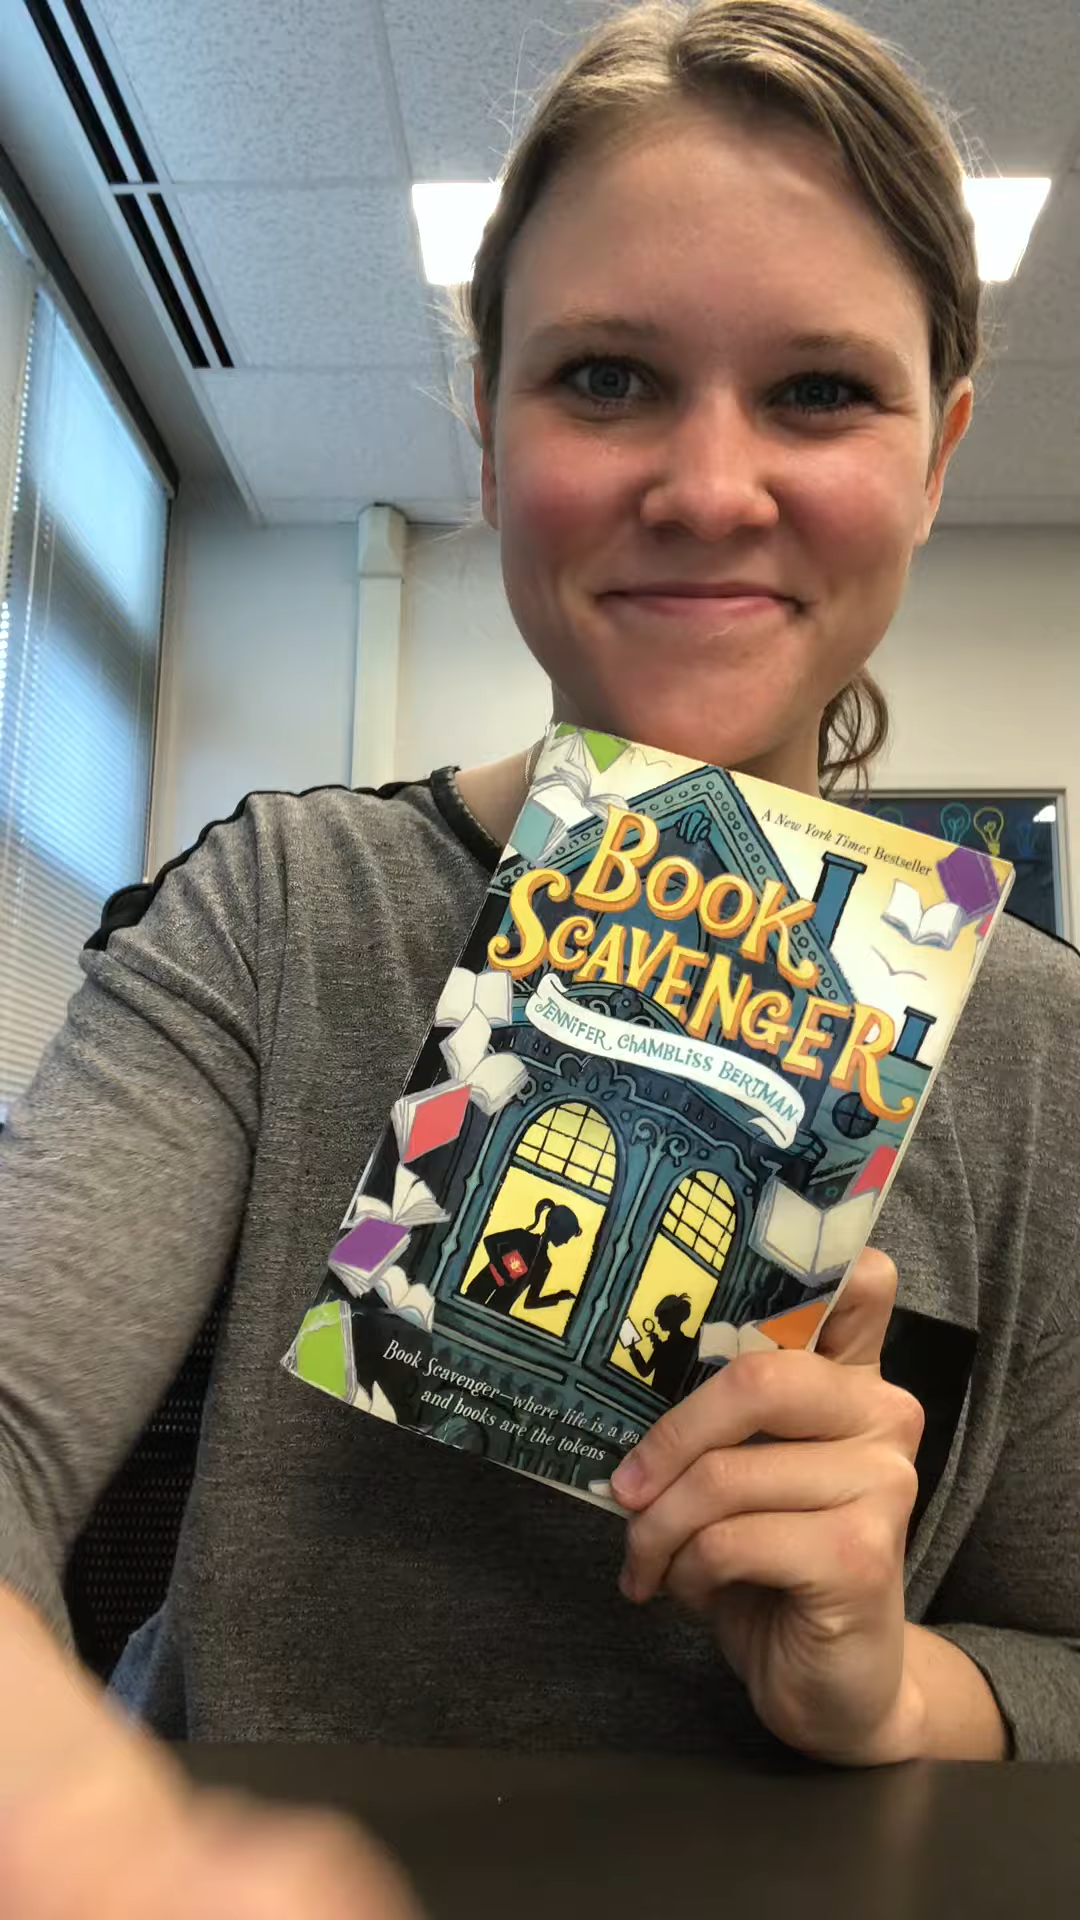 A New York Times Bestseller
BOOK
SCAVENGER
JENNIFER CHAMBLISS BERTMAN
Book Scavenger—where life is a ga
and books are the tokens